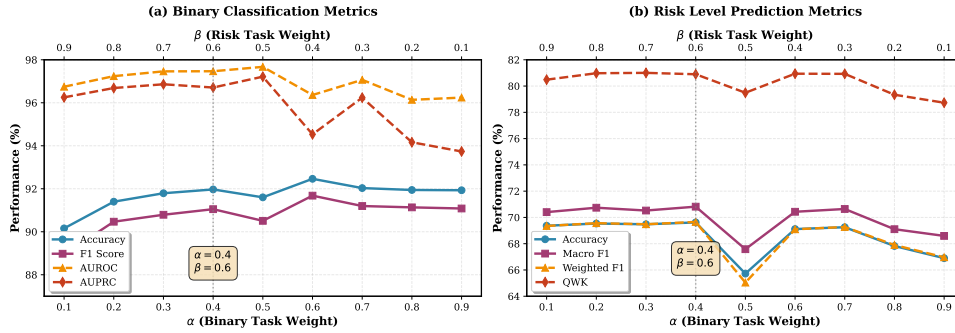 (a) Binary Classification Metrics
β (Risk Task Weight)
0.9 0.8 0.7 0.6 0.5 0.4 0.3 0.2 0.1
98
96
94
92
90
88
Performance (%)
Accuracy
F1 Score
AUROC
AUPRC
α = 0.4
β = 0.6
0.1 0.2 0.3 0.4 0.5 0.6 0.7 0.8 0.9
α (Binary Task Weight)
(b) Risk Level Prediction Metrics
β (Risk Task Weight)
0.9 0.8 0.7 0.6 0.5 0.4 0.3 0.2 0.1
82
80
78
76
74
72
70
68
66
64
Performance (%)
Accuracy
Macro F1
Weighted F1
QWK
α = 0.4
β = 0.6
0.1 0.2 0.3 0.4 0.5 0.6 0.7 0.8 0.9
α (Binary Task Weight)